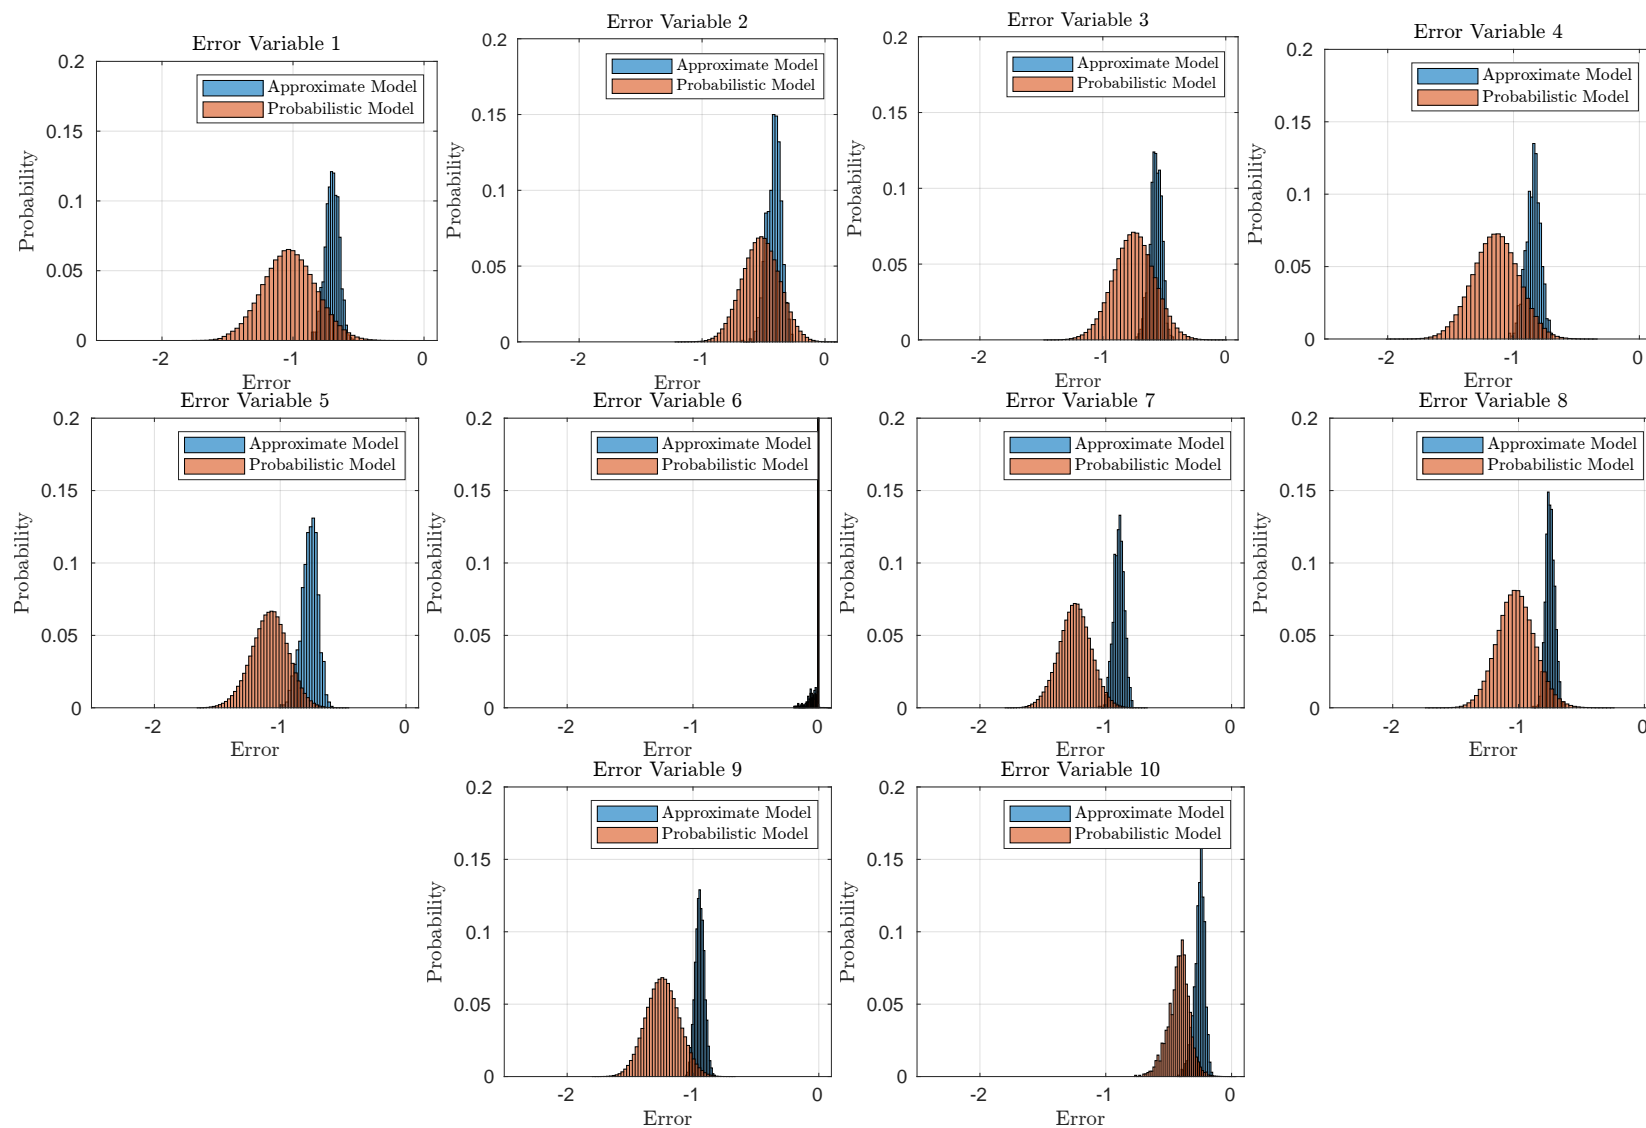 Error Variable 1
Approximate Model
Probabilistic Model
Probability
0.2
0.15
0.1
0.05
0
-2
-1
0
Error
Error Variable 2
Approximate Model
Probabilistic Model
Probability
0.2
0.15
0.1
0.05
0
-2
-1
0
Error
Error Variable 3
Approximate Model
Probabilistic Model
Probability
0.2
0.15
0.1
0.05
0
-2
-1
0
Error
Error Variable 4
Approximate Model
Probabilistic Model
Probability
0.2
0.15
0.1
0.05
0
-2
-1
0
Error
Error Variable 5
Approximate Model
Probabilistic Model
Probability
0.2
0.15
0.1
0.05
0
-2
-1
0
Error
Error Variable 6
Approximate Model
Probabilistic Model
Probability
0.2
0.15
0.1
0.05
0
-2
-1
0
Error
Error Variable 7
Approximate Model
Probabilistic Model
Probability
0.2
0.15
0.1
0.05
0
-2
-1
0
Error
Error Variable 8
Approximate Model
Probabilistic Model
Probability
0.2
0.15
0.1
0.05
0
-2
-1
0
Error
Error Variable 9
Approximate Model
Probabilistic Model
Probability
0.2
0.15
0.1
0.05
0
-2
-1
0
Error
Error Variable 10
Approximate Model
Probabilistic Model
Probability
0.2
0.15
0.1
0.05
0
-2
-1
0
Error